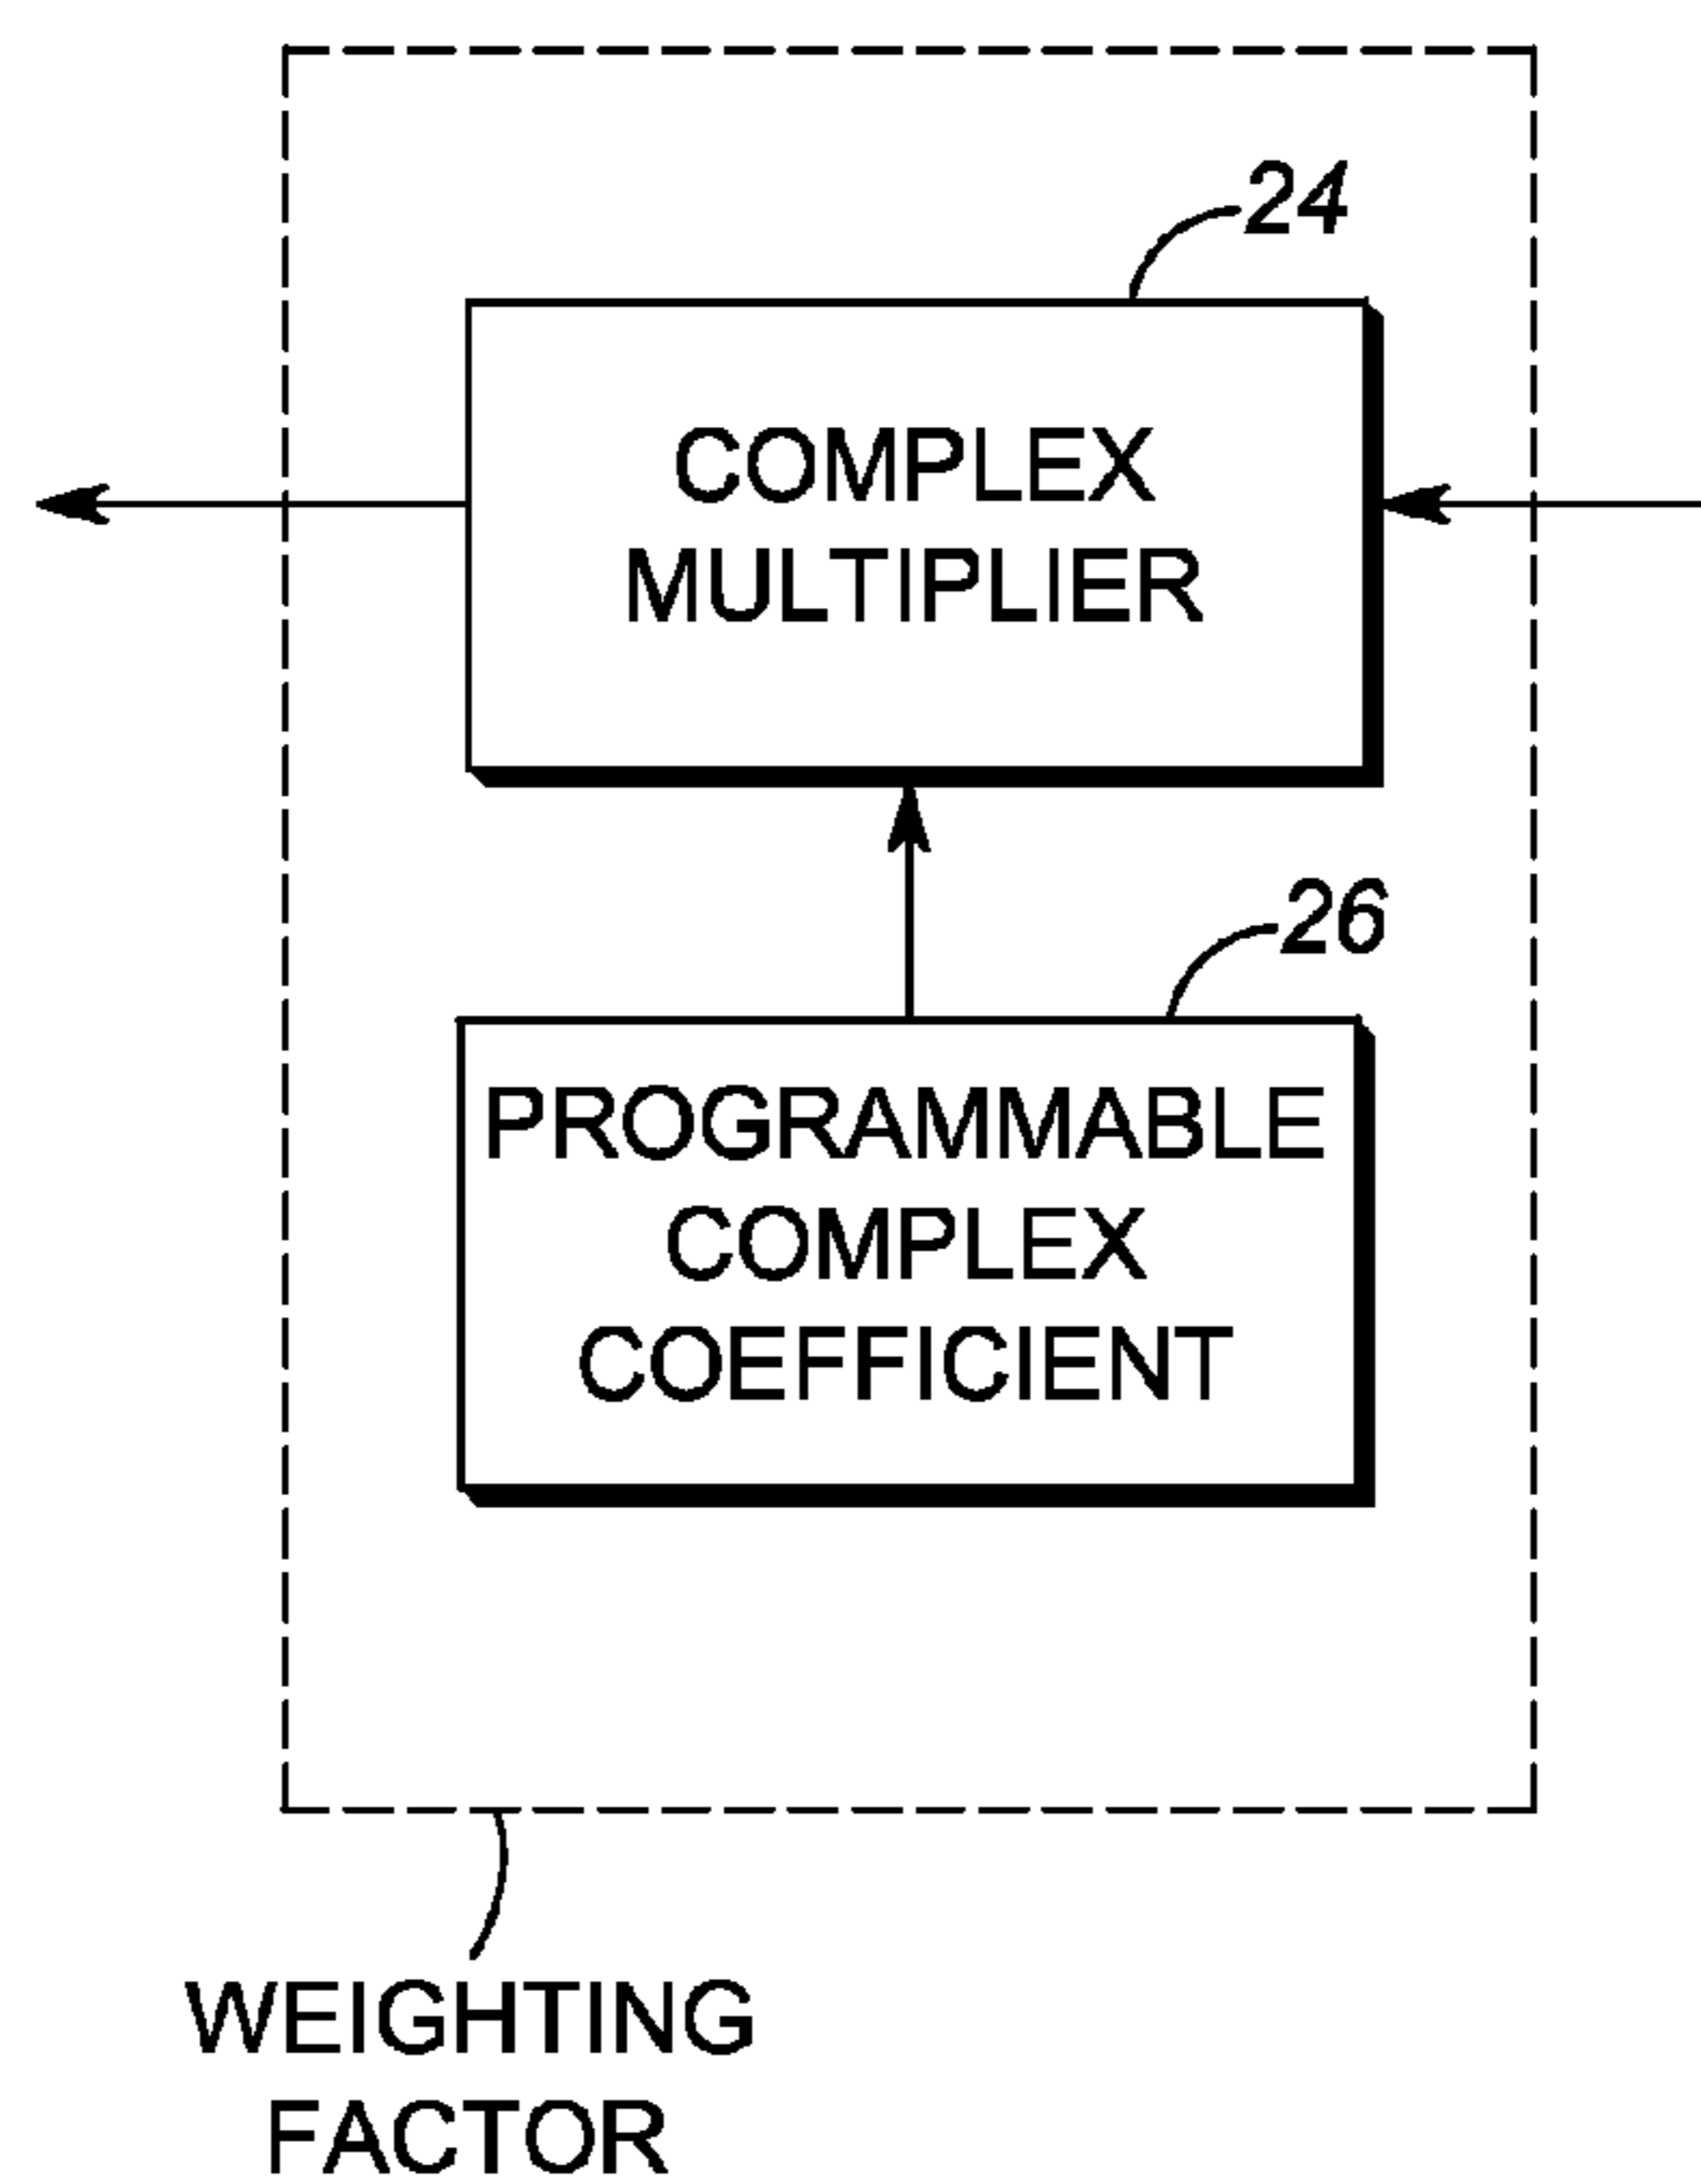 24
COMPLEX
MULTIPLIER
26
PROGRAMMABLE
COMPLEX
COEFFICIENT
WEIGHTING
FACTOR